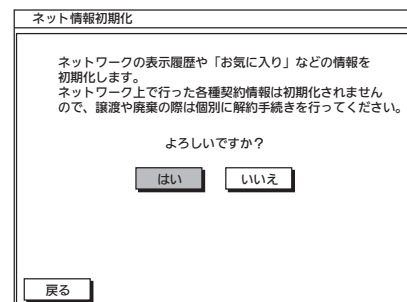 ネット情報初期化
ネットワークの表示履歴や「お気に入り」などの情報を
初期化します。
ネットワーク上で行った各種契約情報は初期化されません
ので、譲渡や廃棄の際は個別に解約手続きを行ってください。
よろしいですか？
はい いいえ
戻る